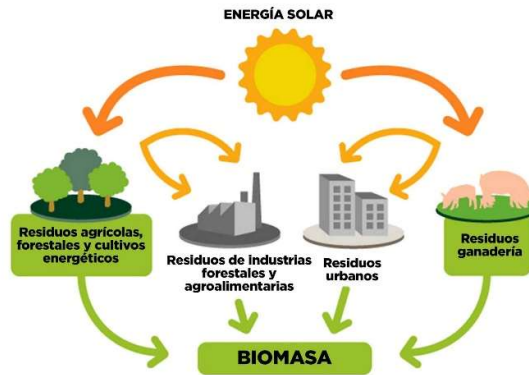 ENERGÍA SOLAR
Residuos agrícolas,
forestales y cultivos
energéticos
Residuos de industrias
forestales y
agroalimentarias
Residuos
urbanos
Residuos
ganadería
BIOMASA